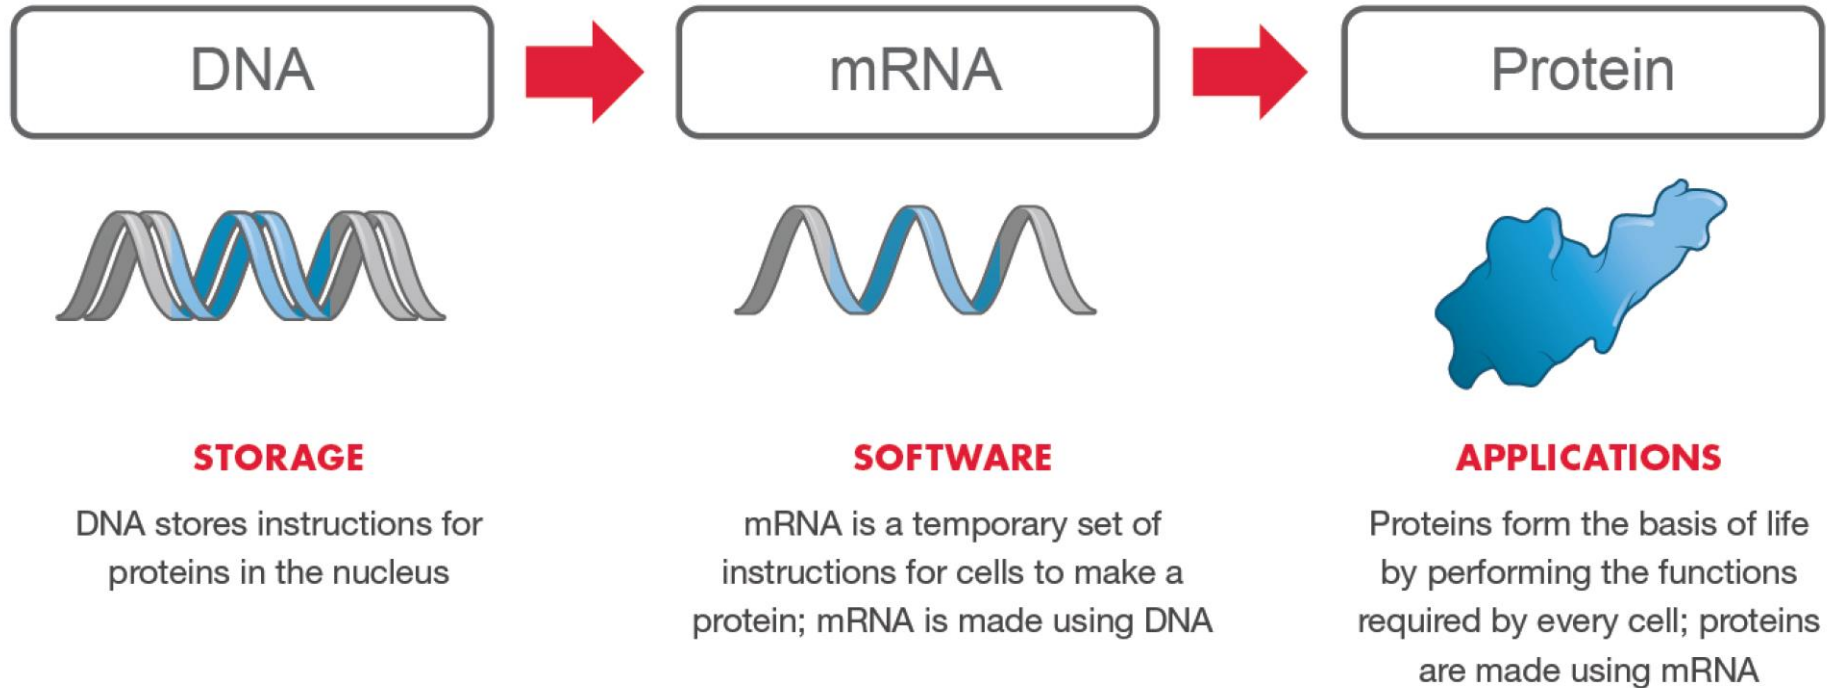 DNA
mRNA
Protein
STORAGE
DNA stores instructions for
proteins in the nucleus
SOFTWARE
mRNA is a temporary set of
instructions for cells to make a
protein; mRNA is made using DNA
APPLICATIONS
Proteins form the basis of life
by performing the functions
required by every cell; proteins
are made using mRNA